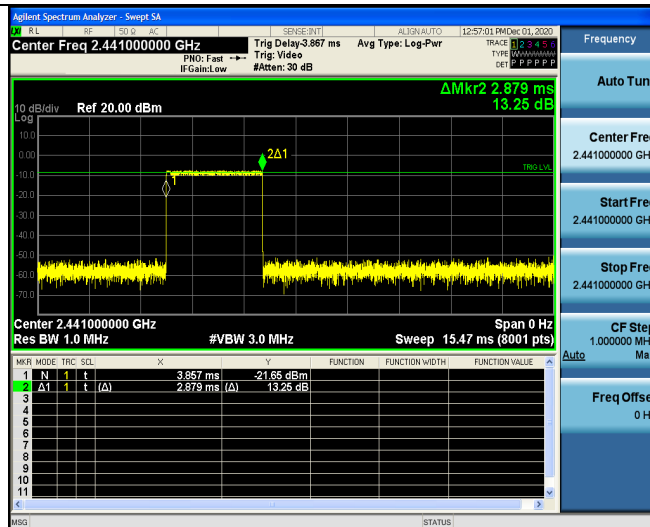 Agilent Spectrum Analyzer - Swept SA
LXI RL RF 50 Ω AC SENSE:INT ALIGN AUTO 12:57:01 PM Dec 01, 2020
Center Freq 2.441000000 GHz Trig Delay-3.867 ms Avg Type: Log-Pwr TRACE 1 2 3 4 5 6
PNO: Fast Trig: Video TYPE WWWWWW
IFGain:Low #Atten: 30 dB DET P P P P P P
ΔMkr2 2.879 ms
13.25 dB
10 dB/div Ref 20.00 dBm
Log
10.0
0.00
-10.0
-20.0
-30.0
-40.0
-50.0
-60.0
-70.0
2Δ1
1
TRIG LVL
Center 2.441000000 GHz Span 0 Hz
Res BW 1.0 MHz #VBW 3.0 MHz Sweep 15.47 ms (8001 pts)
MKR MODE TRC SCL X Y FUNCTION FUNCTION WIDTH FUNCTION VALUE
1 N 1 t 3.857 ms -21.65 dBm
2 Δ1 1 t (Δ) 2.879 ms (Δ) 13.25 dB
3
4
5
6
7
8
9
10
11
MSG STATUS
Frequency
Auto Tun
Center Fre
2.441000000 GH
Start Fre
2.441000000 GH
Stop Fre
2.441000000 GH
CF Step
1.000000 MH
Auto Ma
Freq Offse
0 H